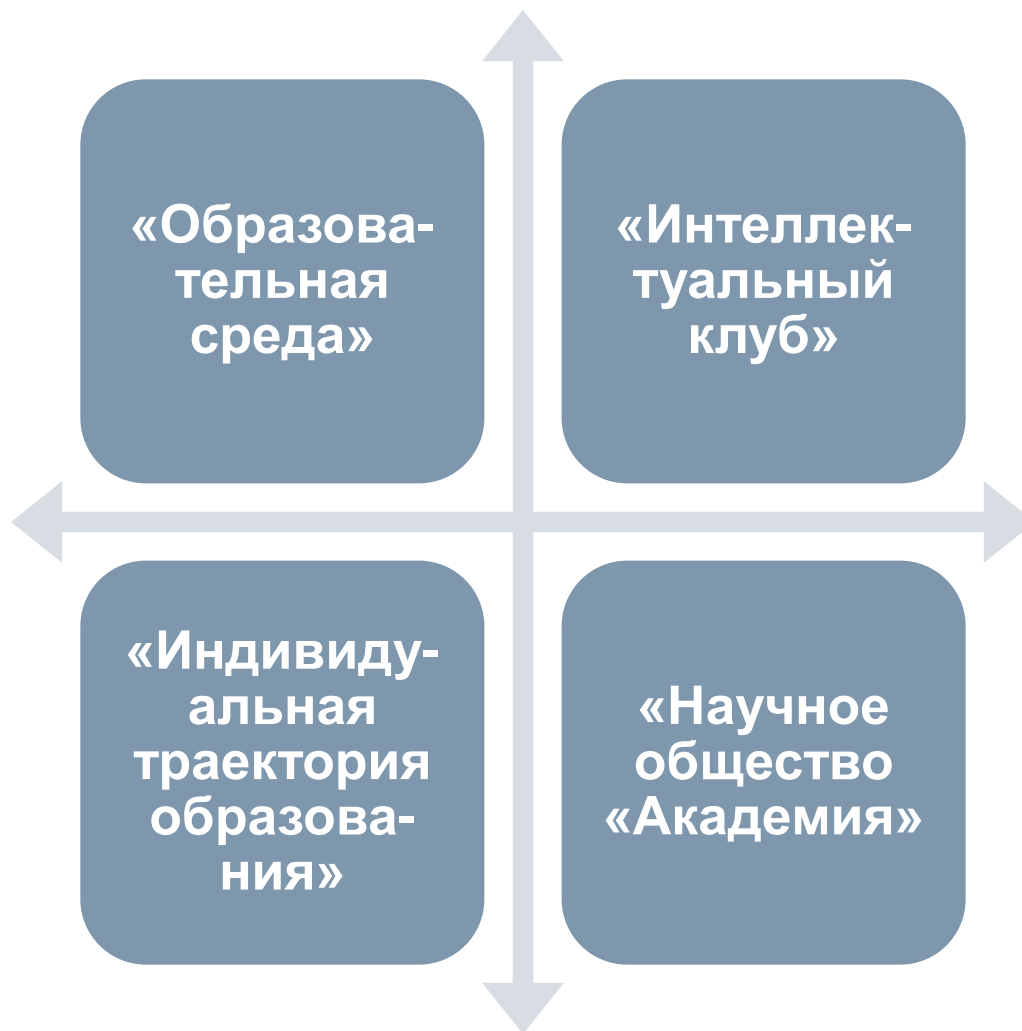 «Образова-
тельная
среда»
«Интеллек-
туальный
клуб»
«Индивиду-
альная
траектория
образова-
ния»
«Научное
общество
«Академия»